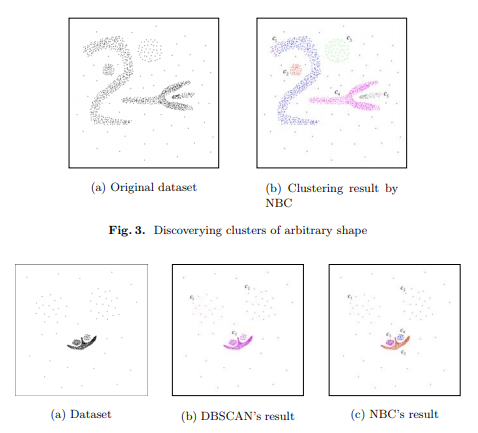 (a) Original dataset
(b) Clustering result by
NBC
Fig. 3. Discoverying clusters of arbitrary shape
(a) Dataset
(b) DBSCAN's result
(c) NBC's result